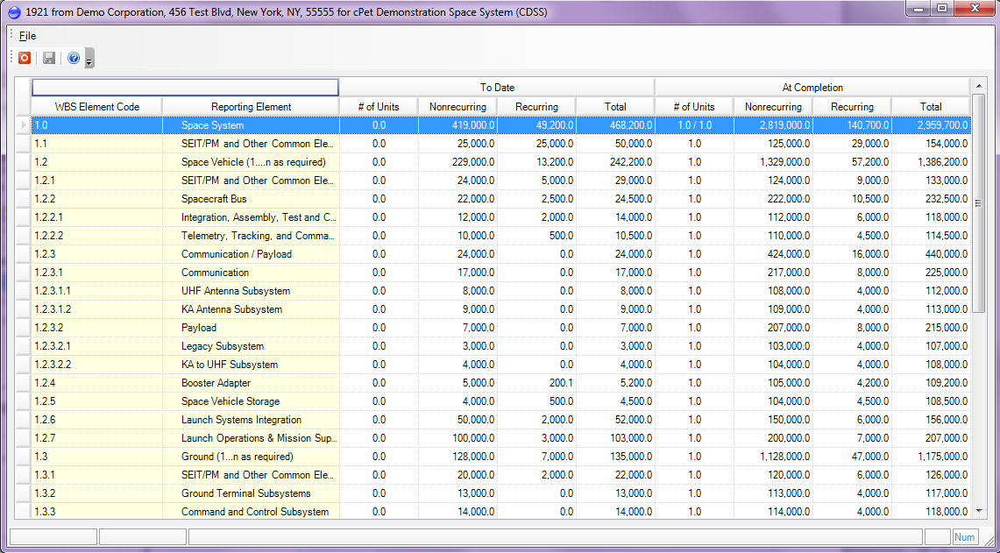 1921 from Demo Corporation, 456 Test Blvd, New York, NY, 55555 for cPet Demonstration Space System (CDSS)
File
To Date At Completion
WBS Element Code Reporting Element # of Units Nonrecurring Recurring Total # of Units Nonrecurring Recurring Total
1.0 Space System 0.0 419,000.0 49,200.0 468,200.0 1.0 / 1.0 2,819,000.0 140,700.0 2,959,700.0
1.1 SEIT/PM and Other Common Ele... 0.0 25,000.0 25,000.0 50,000.0 1.0 125,000.0 29,000.0 154,000.0
1.2 Space Vehicle (1....n as required) 0.0 229,000.0 13,200.0 242,200.0 1.0 1,329,000.0 57,200.0 1,386,200.0
1.2.1 SEIT/PM and Other Common Ele... 0.0 24,000.0 5,000.0 29,000.0 1.0 124,000.0 9,000.0 133,000.0
1.2.2 Spacecraft Bus 0.0 22,000.0 2,500.0 24,500.0 1.0 222,000.0 10,500.0 232,500.0
1.2.2.1 Integration, Assembly, Test and C... 0.0 12,000.0 2,000.0 14,000.0 1.0 112,000.0 6,000.0 118,000.0
1.2.2.2 Telemetry, Tracking, and Comma... 0.0 10,000.0 500.0 10,500.0 1.0 110,000.0 4,500.0 114,500.0
1.2.3 Communication / Payload 0.0 24,000.0 0.0 24,000.0 1.0 424,000.0 16,000.0 440,000.0
1.2.3.1 Communication 0.0 17,000.0 0.0 17,000.0 1.0 217,000.0 8,000.0 225,000.0
1.2.3.1.1 UHF Antenna Subsystem 0.0 8,000.0 0.0 8,000.0 1.0 108,000.0 4,000.0 112,000.0
1.2.3.1.2 KA Antenna Subsystem 0.0 9,000.0 0.0 9,000.0 1.0 109,000.0 4,000.0 113,000.0
1.2.3.2 Payload 0.0 7,000.0 0.0 7,000.0 1.0 207,000.0 8,000.0 215,000.0
1.2.3.2.1 Legacy Subsystem 0.0 3,000.0 0.0 3,000.0 1.0 103,000.0 4,000.0 107,000.0
1.2.3.2.2 KA to UHF Subsystem 0.0 4,000.0 0.0 4,000.0 1.0 104,000.0 4,000.0 108,000.0
1.2.4 Booster Adapter 0.0 5,000.0 200.1 5,200.0 1.0 105,000.0 4,200.0 109,200.0
1.2.5 Space Vehicle Storage 0.0 4,000.0 500.0 4,500.0 1.0 104,000.0 4,500.0 108,500.0
1.2.6 Launch Systems Integration 0.0 50,000.0 2,000.0 52,000.0 1.0 150,000.0 6,000.0 156,000.0
1.2.7 Launch Operations & Mission Sup... 0.0 100,000.0 3,000.0 103,000.0 1.0 200,000.0 7,000.0 207,000.0
1.3 Ground (1...n as required) 0.0 128,000.0 7,000.0 135,000.0 1.0 1,128,000.0 47,000.0 1,175,000.0
1.3.1 SEIT/PM and Other Common Ele... 0.0 20,000.0 2,000.0 22,000.0 1.0 120,000.0 6,000.0 126,000.0
1.3.2 Ground Terminal Subsystems 0.0 13,000.0 0.0 13,000.0 1.0 113,000.0 4,000.0 117,000.0
1.3.3 Command and Control Subsystem 0.0 14,000.0 0.0 14,000.0 1.0 114,000.0 4,000.0 118,000.0
Num